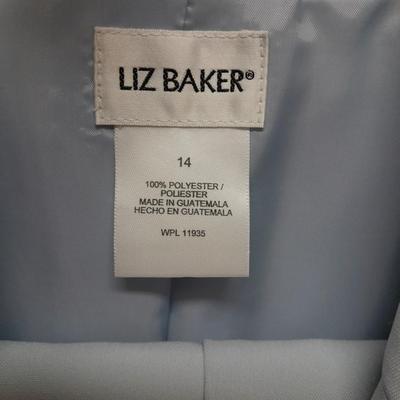 LIZ BAKER®
14
100% POLYESTER /
POLIESTER
MADE IN GUATEMALA
HECHO EN GUATEMALA
WPL 11935